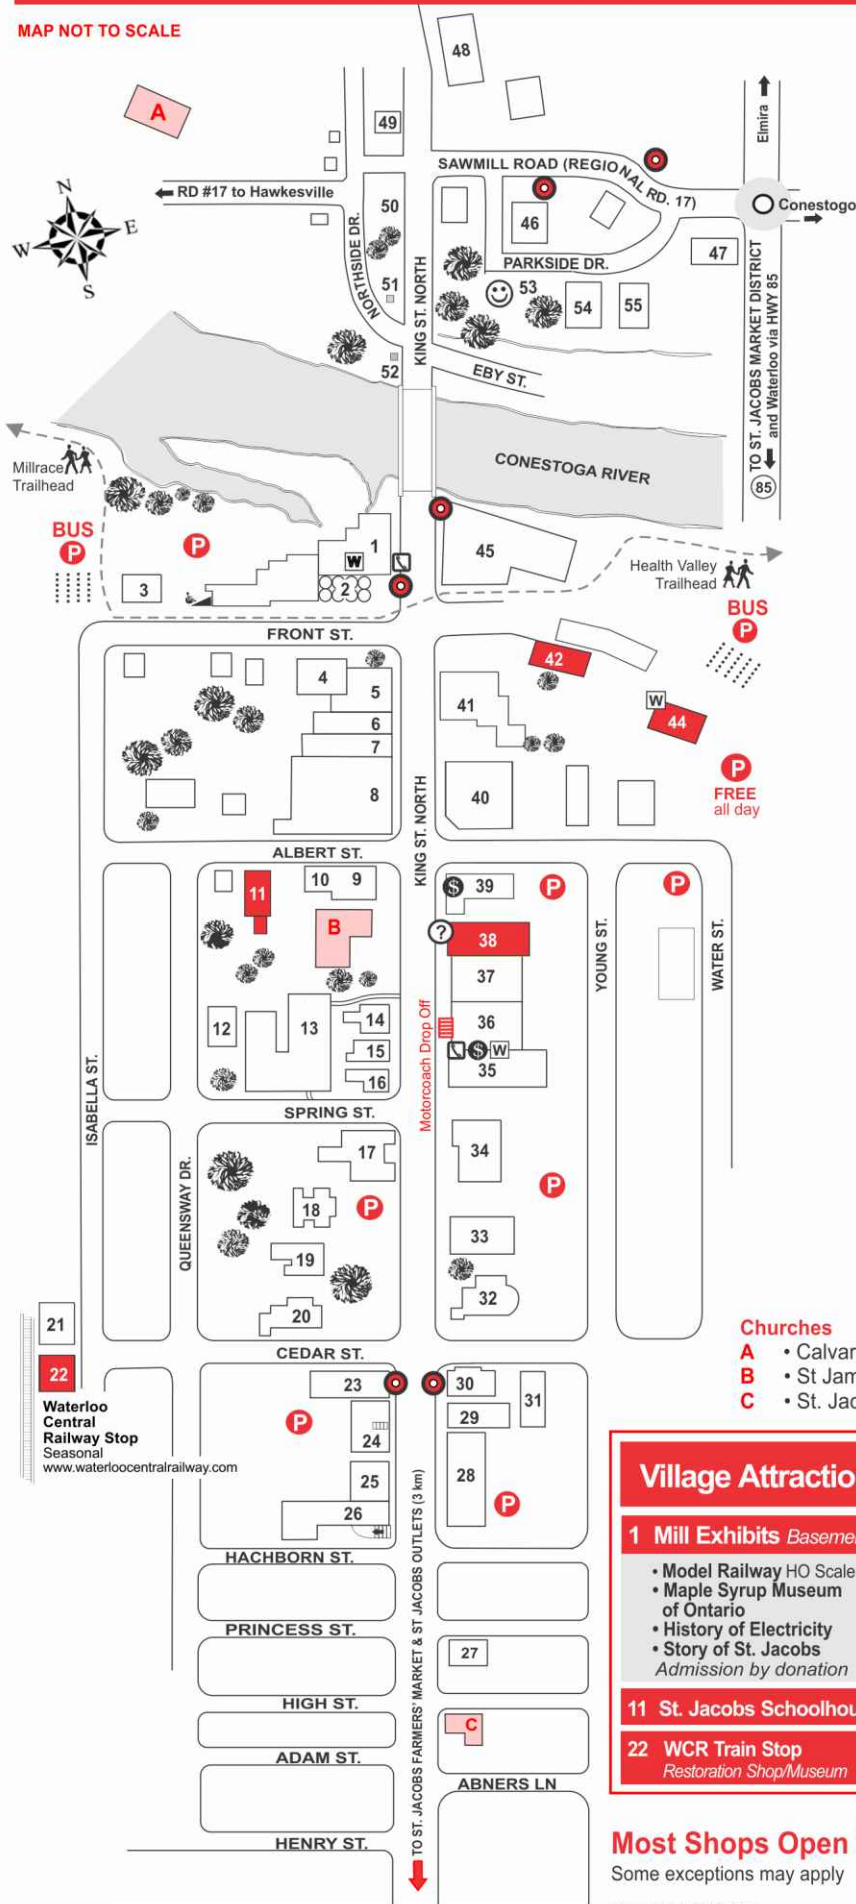 MAP NOT TO SCALE
48
A
49
Elmira
SAWMILL ROAD (REGIONAL RD. 17)
RD #17 to Hawkesville
N
W
E
S
50
46
Conestogo
47
NORTHSIDE DR.
PARKSIDE DR.
51
53
54
55
KING ST. NORTH
52
EBY ST.
TO ST. JACOBS MARKET DISTRICT
and Waterloo via HWY 85
85
CONESTOGA RIVER
Millrace
Trailhead
BUS
P
P
1
W
45
2
3
Health Valley
Trailhead
BUS
P
FRONT ST.
4
5
42
41
W
44
6
7
8
40
P
FREE
all day
KING ST. NORTH
ALBERT ST.
10
9
11
B
$
39
P
P
?
38
37
YOUNG ST.
WATER ST.
12
13
14
15
16
Motorcoach Drop Off
36
$
W
35
ISABELLA ST.
SPRING ST.
17
34
18
P
P
QUEENSWAY DR.
19
33
20
32
21
CEDAR ST.
22
Waterloo
Central
Railway Stop
Seasonal
www.waterloocentralrailway.com
23
30
31
P
24
29
25
28
26
P
HACHBORN ST.
PRINCESS ST.
27
HIGH ST.
C
ADAM ST.
ABNERS LN
HENRY ST.
TO ST. JACOBS FARMERS' MARKET & ST JACOBS OUTLETS (3 km)
Churches
A • Calvar
B • St Jam
C • St. Jac
Village Attractio
1 Mill Exhibits Baseme
• Model Railway HO Scale
• Maple Syrup Museum
of Ontario
• History of Electricity
• Story of St. Jacobs
Admission by donation
11 St. Jacobs Schoolhou
22 WCR Train Stop
Restoration Shop/Museum
Most Shops Open
Some exceptions may apply